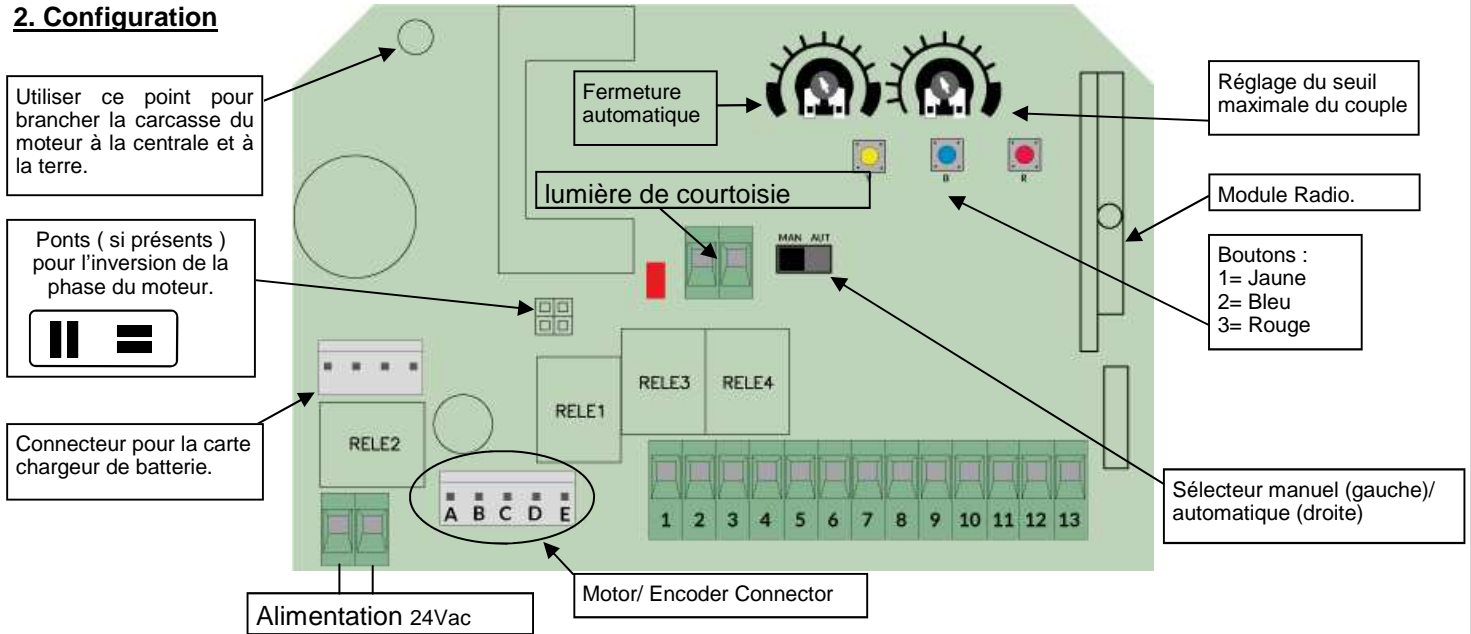 2. Configuration
Utiliser ce point pour
brancher la carcasse du
moteur à la centrale et à
la terre.
Fermeture
automatique
Réglage du seuil
maximale du couple
lumière de courtoisie
Y
B
R
MAN AUT
Module Radio.
Ponts ( si présents )
pour l'inversion de la
phase du moteur.
Boutons :
1= Jaune
2= Bleu
3= Rouge
RELE3
RELE4
RELE1
RELE2
Connecteur pour la carte
chargeur de batterie.
A B C D E
1 2 3 4 5 6 7 8 9 10 11 12 13
Sélecteur manuel (gauche)/
automatique (droite)
Motor/ Encoder Connector
Alimentation 24Vac